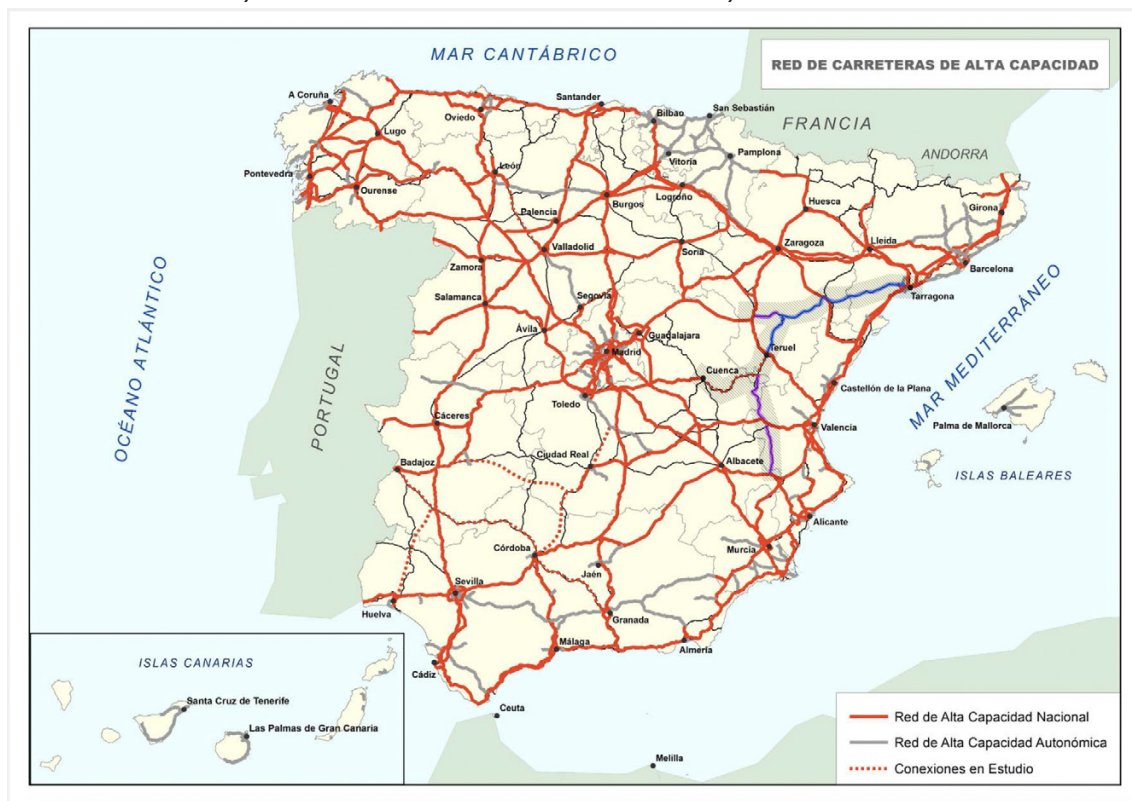 MAR CANTÁBRICO
RED DE CARRETERAS DE ALTA CAPACIDAD
A Coruña
Santander
San Sebastián
Oviedo
Bilbao
FRANCIA
Lugo
Vitoria
Pamplona
ANDORRA
León
Pontevedra
Ourense
Logroño
Huesca
Girona
Burgos
Palencia
Valladolid
Soria
Zaragoza
Lleida
Zamora
Barcelona
OCÉANO ATLÁNTICO
Salamanca
Segovia
Tarragona
MAR MEDITERRÁNEO
Ávila
Guadalajara
Madrid
Teruel
PORTUGAL
Cuenca
Castellón de la Plana
Toledo
Cáceres
Palma de Mallorca
Valencia
Ciudad Real
Albacete
Badajoz
ISLAS BALEARES
Alicante
Córdoba
Murcia
Jaén
Sevilla
Huelva
Granada
Málaga
Almería
Cádiz
ISLAS CANARIAS
Santa Cruz de Tenerife
Las Palmas de Gran Canaria
Ceuta
Melilla
Red de Alta Capacidad Nacional
Red de Alta Capacidad Autonómica
Conexiones en Estudio